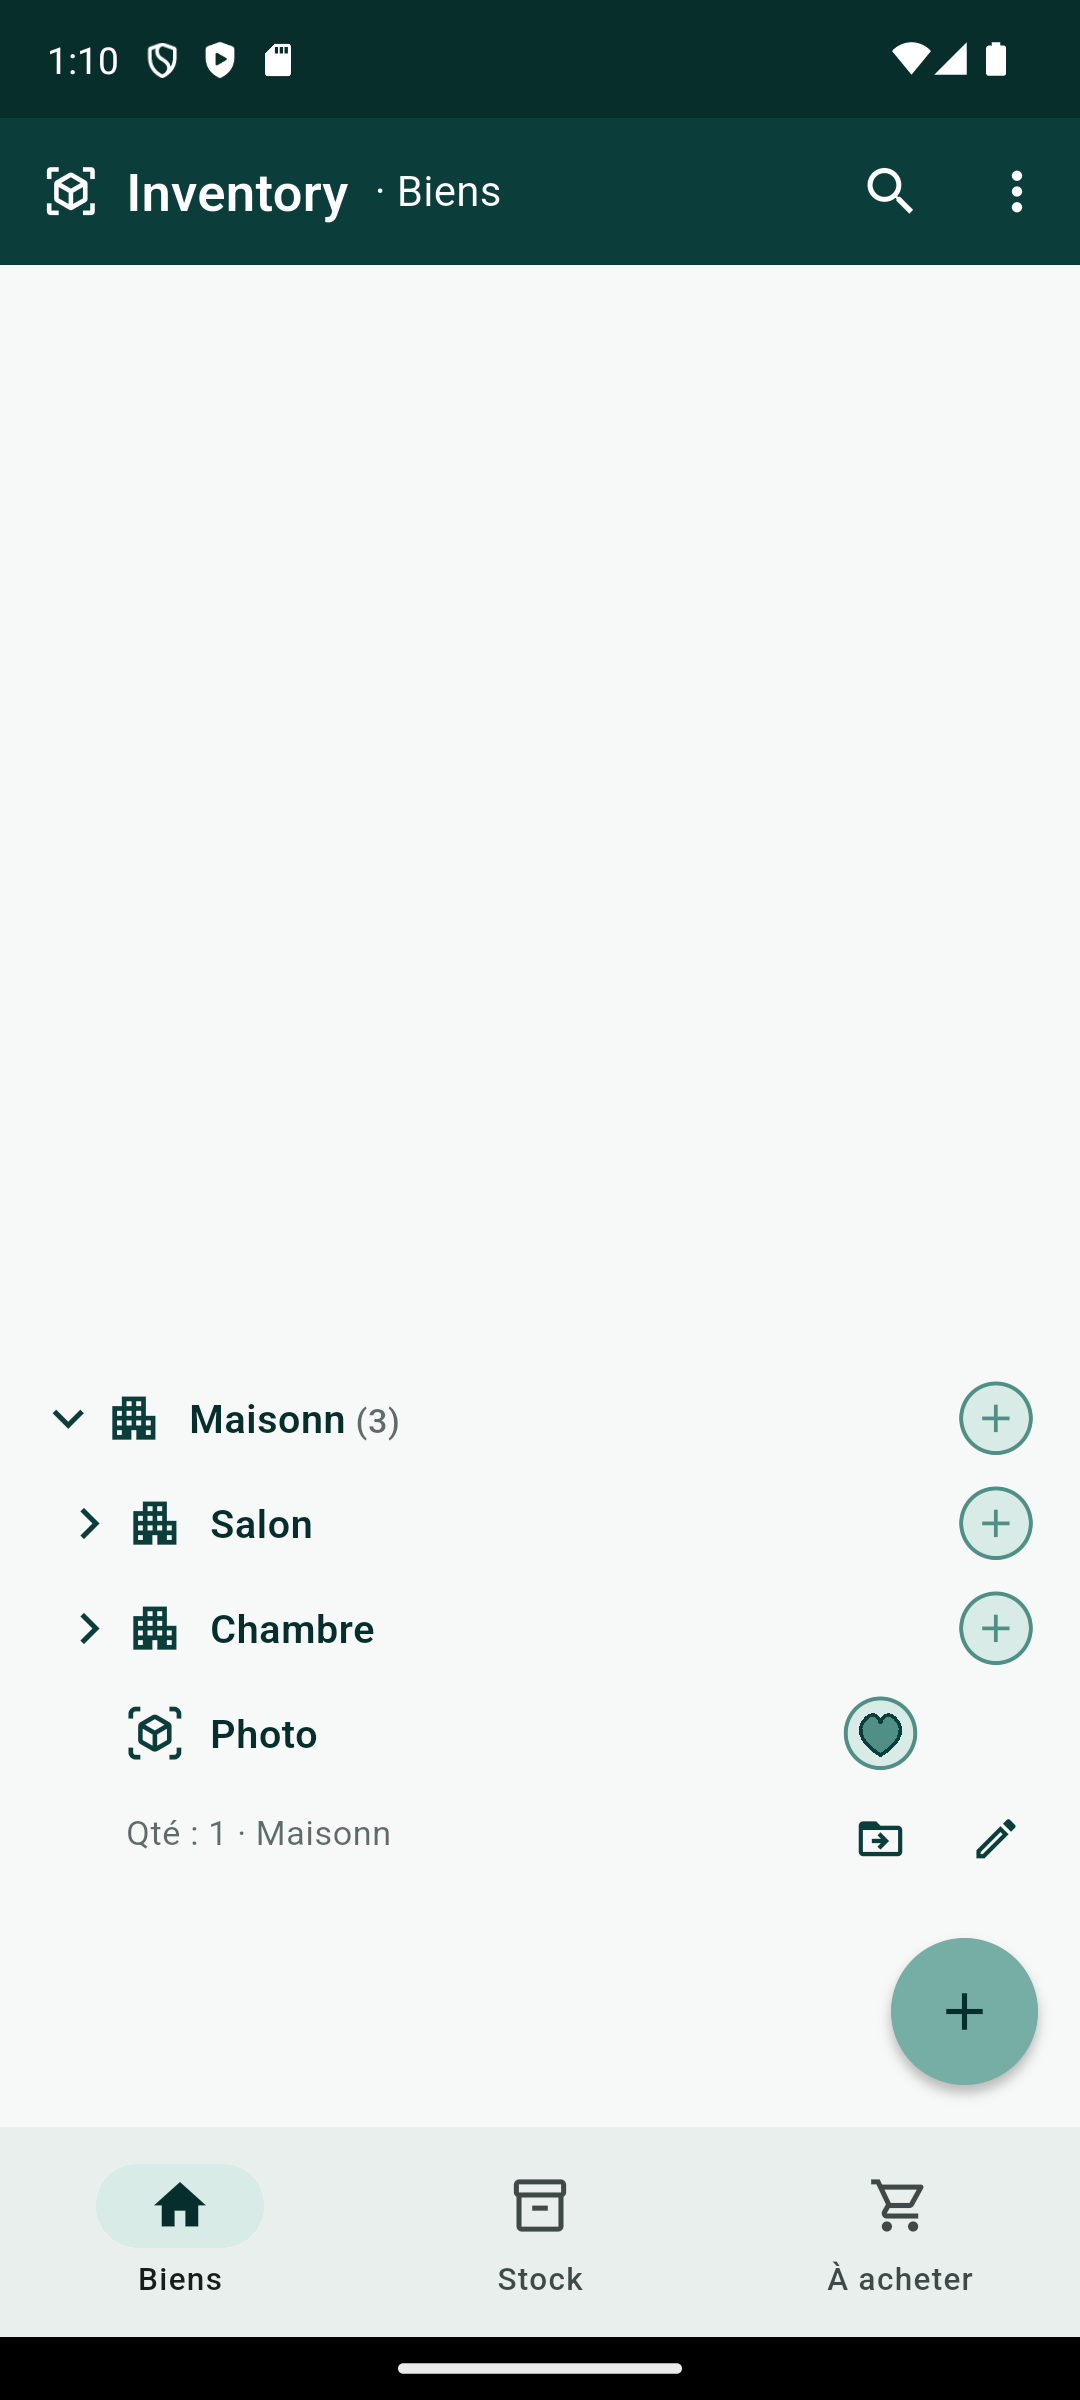 1:10
Inventory · Biens
Maisonn (3)
Salon
Chambre
Photo
Qté : 1 · Maisonn
Biens
Stock
À acheter